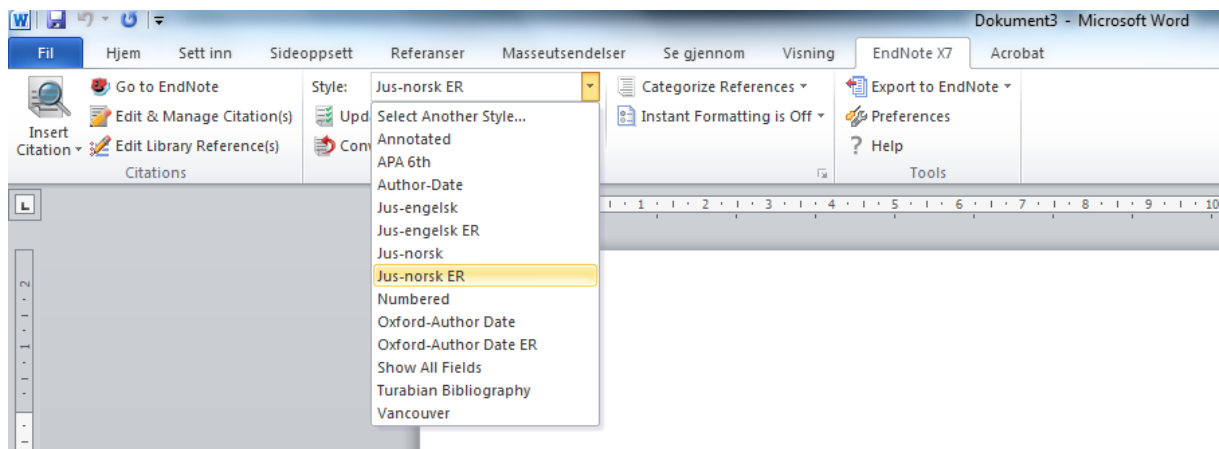 Dokument3 - Microsoft Word
Fil Hjem Sett inn Sideoppsett Referanser Masseutsendelser Se gjennom Visning EndNote X7 Acrobat
Go to EndNote Style: Jus-norsk ER Categorize References Export to EndNote
Edit & Manage Citation(s) Instant Formatting is Off Preferences
Insert Citation Edit Library Reference(s) Help
Citations Tools
Select Another Style...
Annotated
APA 6th
Author-Date
Jus-engelsk
Jus-engelsk ER
Jus-norsk
Jus-norsk ER
Numbered
Oxford-Author Date
Oxford-Author Date ER
Show All Fields
Turabian Bibliography
Vancouver
1 2 3 4 5 6 7 8 9 10
2
1